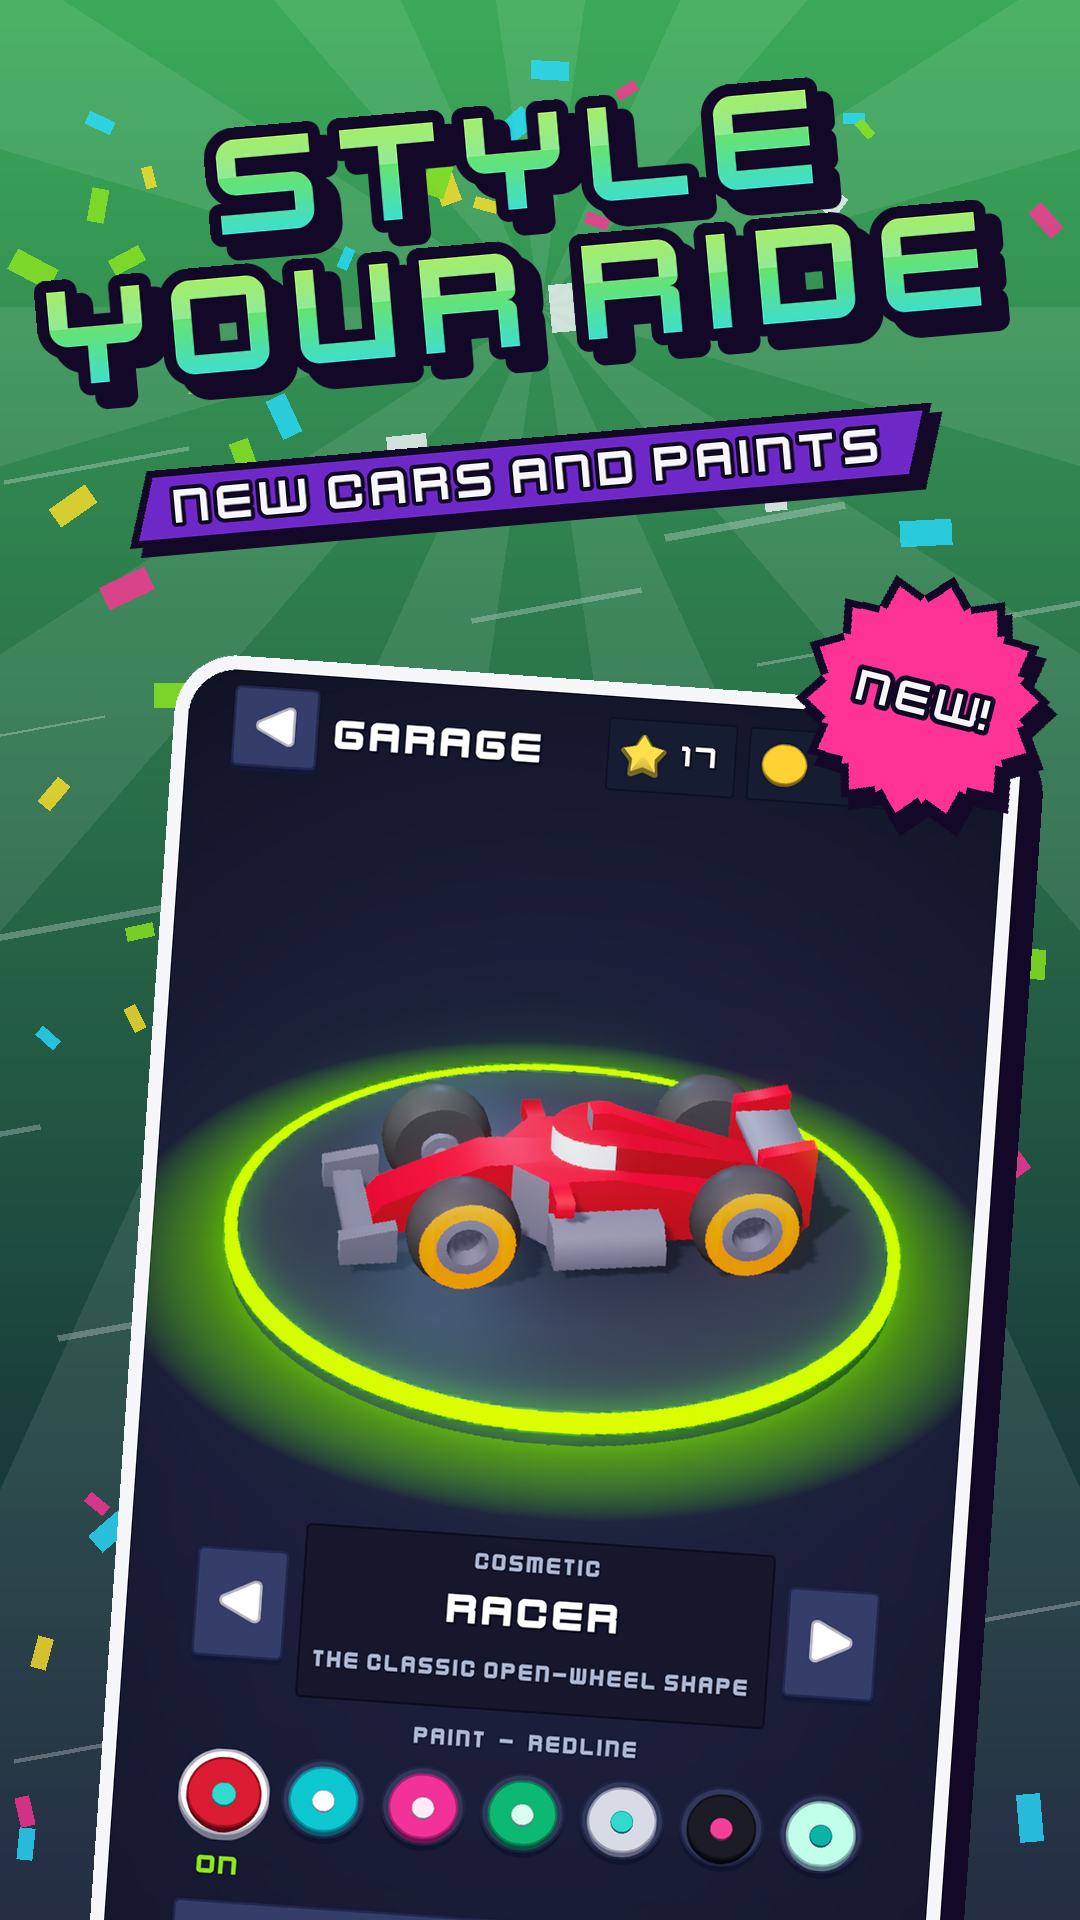 STYLE
YOUR RIDE
NEW CARS AND PAINTS
NEW!
GARAGE
17
COSMETIC
RACER
THE CLASSIC OPEN-WHEEL SHAPE
PAINT - REDLINE
ON